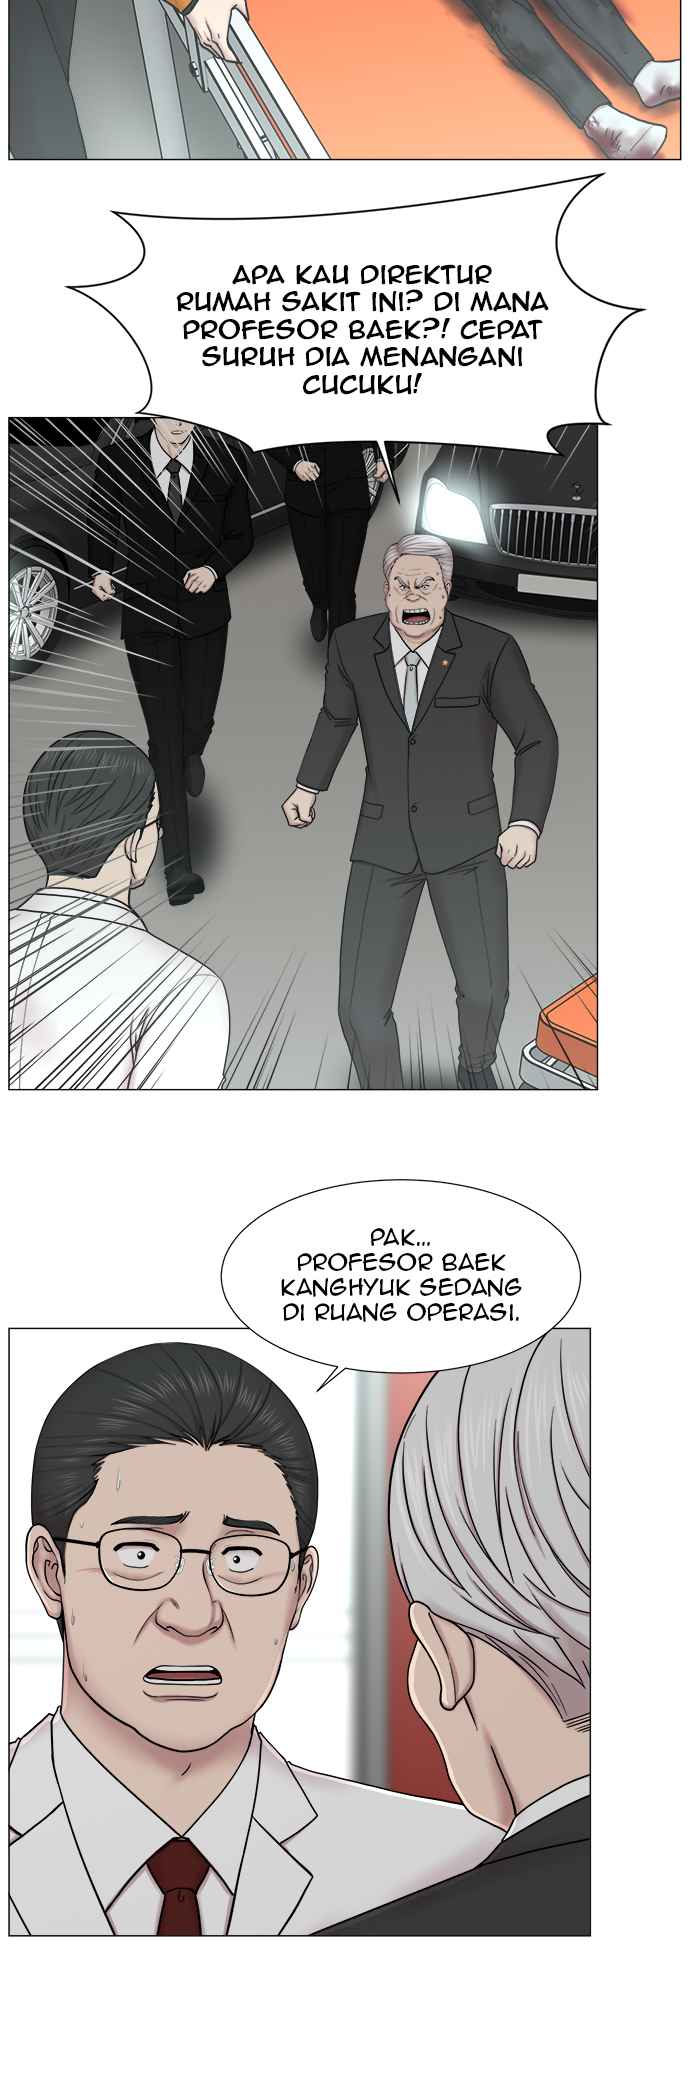 APA KAU DIREKTUR
RUMAH SAKIT INI? DI MANA
PROFESOR BAEK?! CEPAT
SURUH DIA MENANGANI
CUCUKU!
PAK...
PROFESOR BAEK
KANGHYUK SEDANG
DI RUANG OPERASI.